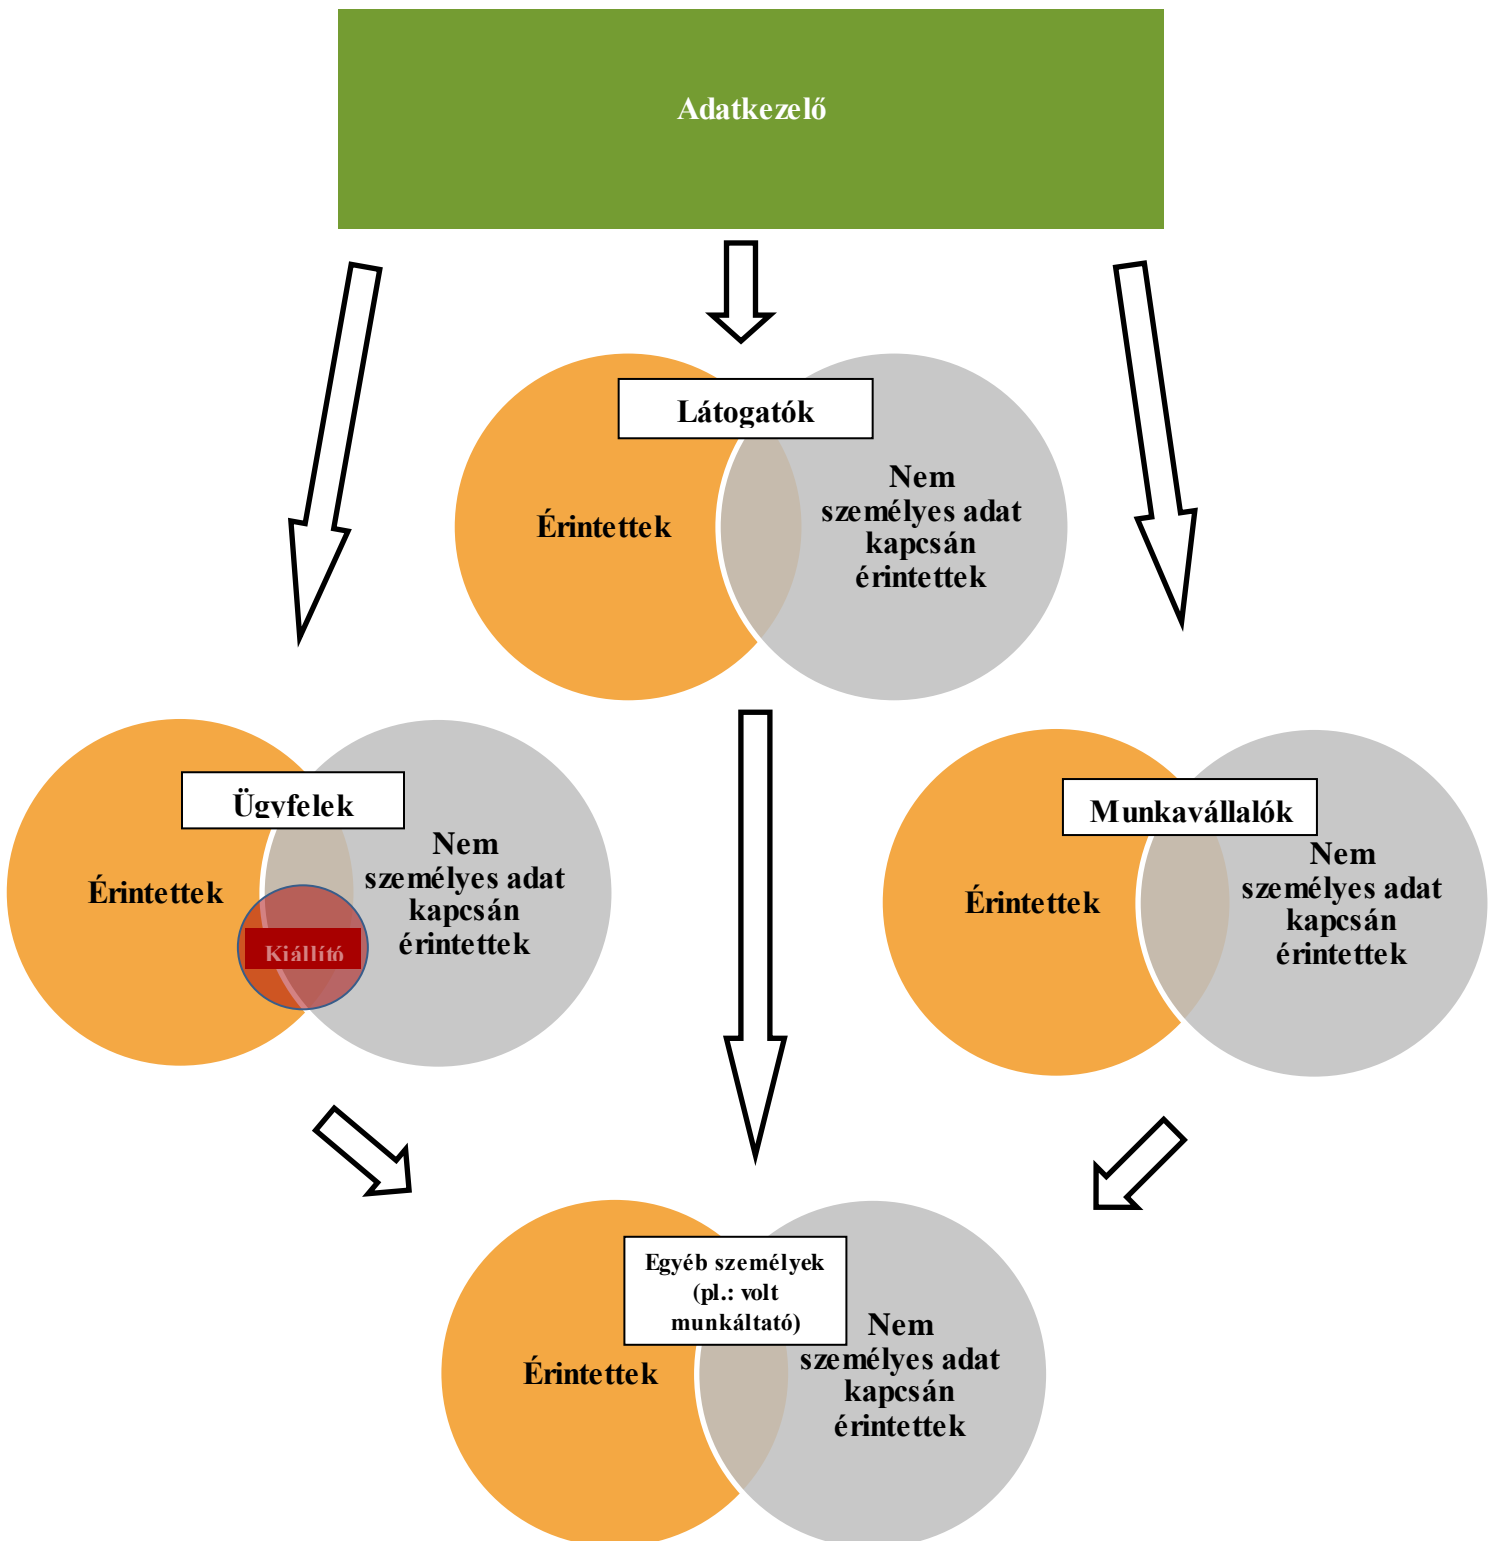 Adatkezelő
Látogatók
Érintettek
Nem
személyes adat
kapcsán
érintettek
Ügyfelek
Érintettek
Nem
személyes adat
kapcsán
érintettek
Kiállító
Munkavállalók
Érintettek
Nem
személyes adat
kapcsán
érintettek
Egyéb személyek
(pl.: volt
munkáltató)
Érintettek
Nem
személyes adat
kapcsán
érintettek